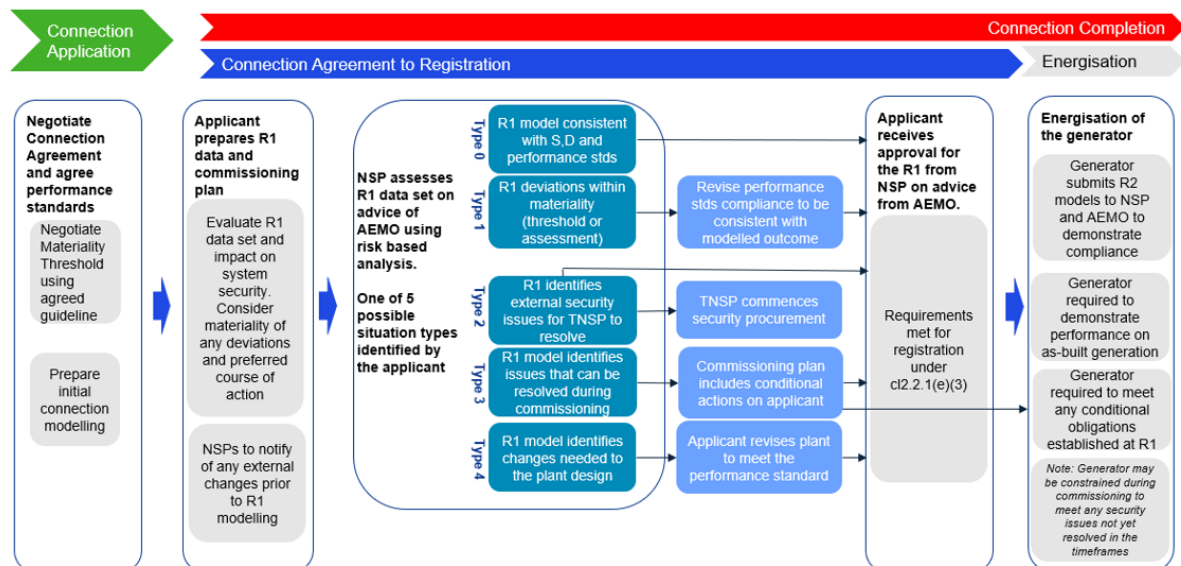 Connection
Application
Connection Completion
Connection Agreement to Registration
Energisation
Negotiate
Connection
Agreement and agree
performance
standards
Negotiate
Materiality
Threshold
using
agreed
guideline
Prepare
initial
connection
modelling
Applicant
prepares R1
data and
commissioning
plan
Evaluate R1
data set and
impact on
system
security.
Consider
materiality of
any deviations
and preferred
course of
action
NSPs to notify
of any external
changes prior
to R1
modelling
NSP assesses
R1 data set on
advice of
AEMO using
risk based
analysis.
One of 5
possible
situation types
identified by
the applicant
Type 0
R1 model consistent
with S,D and
performance stds
Type 1
R1 deviations within
materiality
(threshold or
assessment)
Revise performance
stds compliance to be
consistent with
modelled outcome
Type 2
R1 identifies
external security
issues for TNSP to
resolve
TNSP commences
security procurement
Type 3
R1 model identifies
issues that can be
resolved during
commissioning
Commissioning plan
includes conditional
actions on applicant
Type 4
R1 model identifies
changes needed to
the plant design
Applicant revises
plant to meet the
performance standard
Applicant
receives
approval for
the R1 from
NSP on advice
from AEMO.
Requirements
met for
registration
under
cl2.2.1(e)(3)
Energisation
of the generator
Generator
submits R2
models to NSP
and AEMO to
demonstrate
compliance
Generator
required to
demonstrate
performance on
as-built generation
Generator
required to meet
any conditional
obligations
established at R1
Note: Generator may
be constrained during
commissioning to
meet any security
issues not yet
resolved in the
timeframes